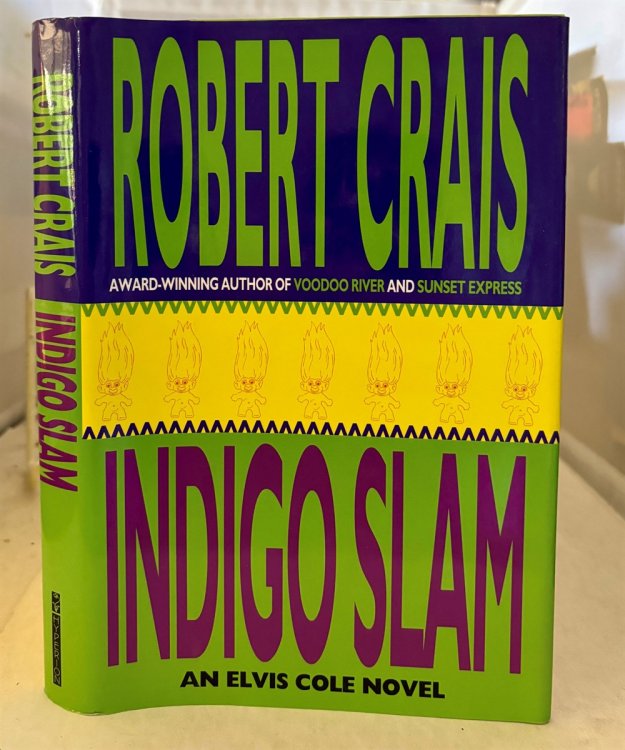 ROBERT CRAIS
AWARD-WINNING AUTHOR OF VOODOO RIVER AND SUNSET EXPRESS
INDIGO SLAM
AN ELVIS COLE NOVEL
ROBERT CRAIS
INDIGO SLAM
HYPERION